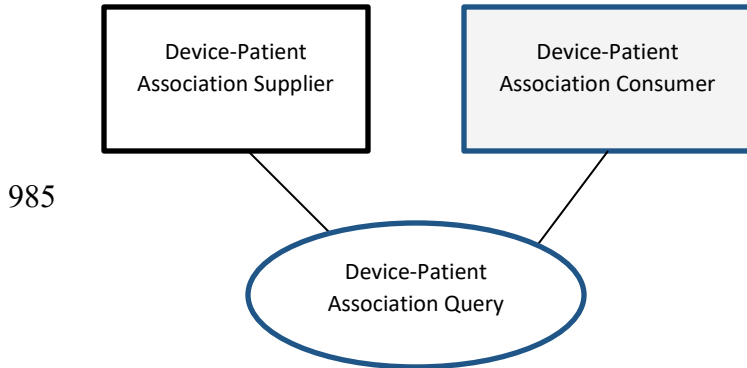 Device-Patient
Association Supplier
Device-Patient
Association Consumer
985
Device-Patient
Association Query